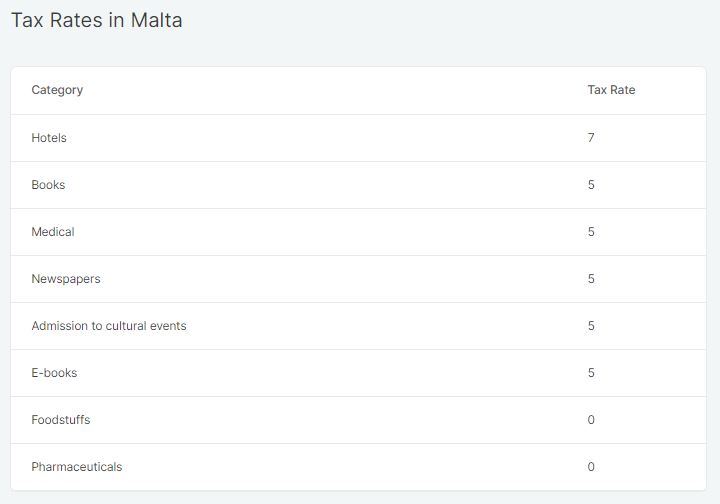 Tax Rates in Malta
Category Tax Rate
Hotels 7
Books 5
Medical 5
Newspapers 5
Admission to cultural events 5
E-books 5
Foodstuffs 0
Pharmaceuticals 0